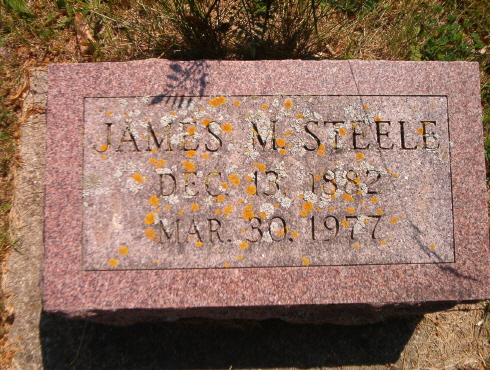 JAMES M. STEELE
DEC. 13, 1882
MAR. 30, 1977